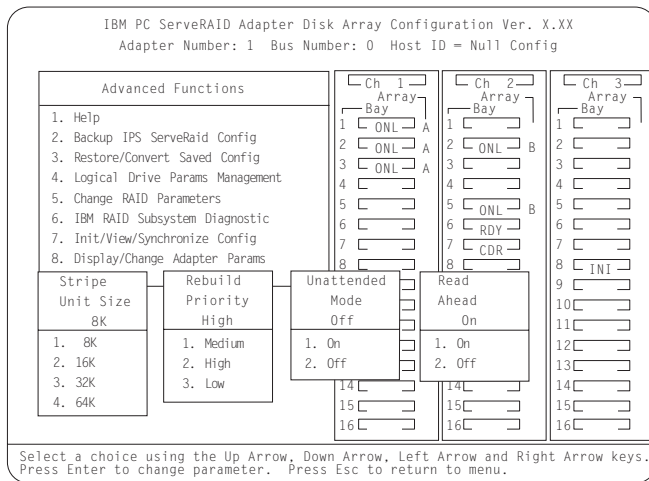 IBM PC ServeRAID Adapter Disk Array Configuration Ver. X.XX
Adapter Number: 1 Bus Number: 0 Host ID = Null Config
Advanced Functions
1. Help
2. Backup IPS ServeRaid Config
3. Restore/Convert Saved Config
4. Logical Drive Params Management
5. Change RAID Parameters
6. IBM RAID Subsystem Diagnostic
7. Init/View/Synchronize Config
8. Display/Change Adapter Params
Stripe
Unit Size
8K
1. 8K
2. 16K
3. 32K
4. 64K
Rebuild
Priority
High
1. Medium
2. High
3. Low
Unattended
Mode
Off
1. On
2. Off
Read
Ahead
On
1. On
2. Off
Ch 1
Array
Bay
1 ONL A
2 ONL A
3 ONL A
4
5
6
7
8
14
15
16
Ch 2
Array
Bay
1
2 ONL B
3
4
5 ONL B
6 RDY
7 CDR
8
14
15
16
Ch 3
Array
Bay
1
2
3
4
5
6
7
8 INI
9
10
11
12
13
14
15
16
Select a choice using the Up Arrow, Down Arrow, Left Arrow and Right Arrow keys.
Press Enter to change parameter. Press Esc to return to menu.